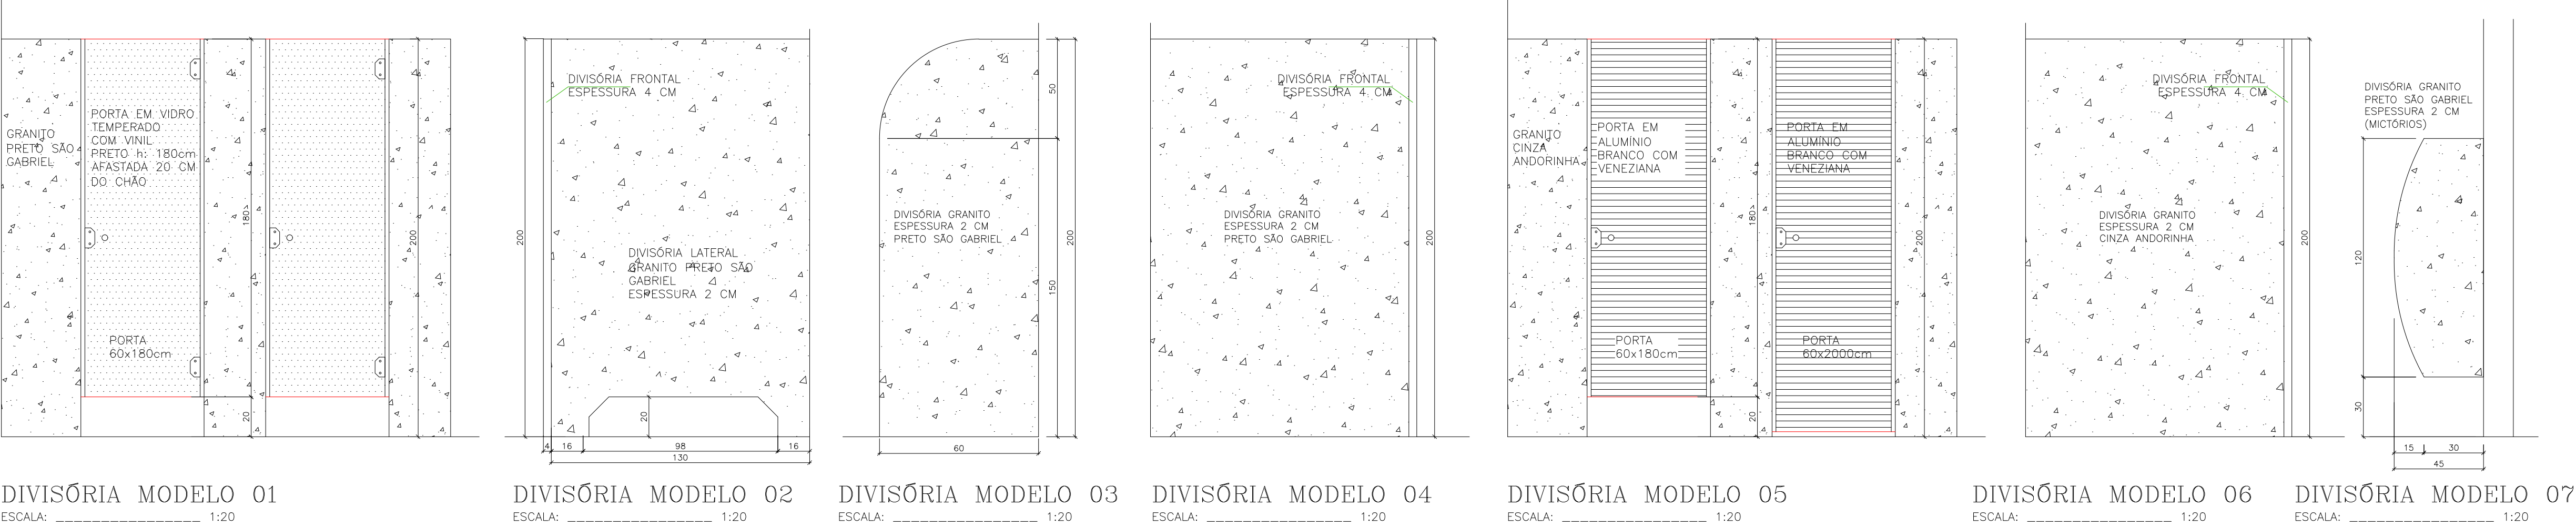 GRANITO
PRETO SÃO
GABRIEL
PORTA EM VIDRO
TEMPERADO
COM VINIL
PRETO h: 180cm
AFASTADA 20 CM
DO CHÃO
PORTA
60x180cm
180
20
200
DIVISÓRIA MODELO 01
ESCALA: ________________ 1:20
DIVISÓRIA FRONTAL
ESPESSURA 4 CM
200
DIVISÓRIA LATERAL
GRANITO PRETO SÃO
GABRIEL
ESPESSURA 2 CM
20
4 16 98 16
130
DIVISÓRIA MODELO 02
ESCALA: ________________ 1:20
50
DIVISÓRIA GRANITO
ESPESSURA 2 CM
PRETO SÃO GABRIEL
200
150
60
DIVISÓRIA MODELO 03
ESCALA: ________________ 1:20
DIVISÓRIA FRONTAL
ESPESSURA 4 CM
DIVISÓRIA GRANITO
ESPESSURA 2 CM
PRETO SÃO GABRIEL
200
DIVISÓRIA MODELO 04
ESCALA: ________________ 1:20
GRANITO
CINZA
ANDORINHA
PORTA EM
ALUMÍNIO
BRANCO COM
VENEZIANA
PORTA
60x180cm
180
20
PORTA EM
ALUMÍNIO
BRANCO COM
VENEZIANA
PORTA
60x2000cm
200
DIVISÓRIA MODELO 05
ESCALA: ________________ 1:20
DIVISÓRIA FRONTAL
ESPESSURA 4 CM
DIVISÓRIA GRANITO
ESPESSURA 2 CM
CINZA ANDORINHA
200
DIVISÓRIA MODELO 06
ESCALA: ________________ 1:20
DIVISÓRIA GRANITO
PRETO SÃO GABRIEL
ESPESSURA 2 CM
(MICTÓRIOS)
120
30
15 30
45
DIVISÓRIA MODELO 07
ESCALA: ________________ 1:20